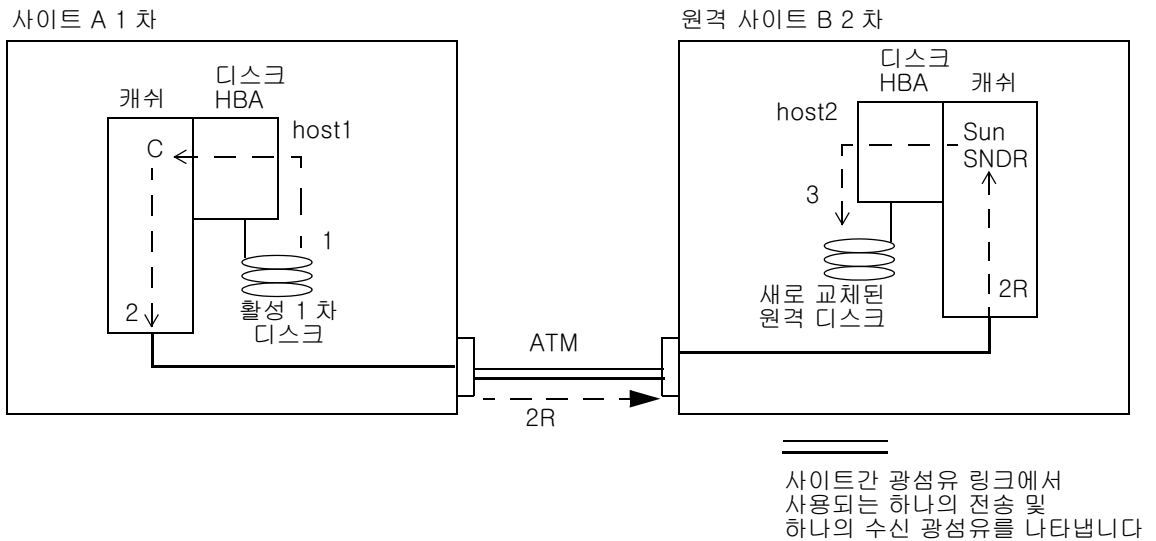 사이트 A 1 차
원격 사이트 B 2 차
캐쉬
디스크
HBA
host1
C
1
2
활성 1 차
디스크
ATM
2R
디스크
HBA
캐쉬
host2
Sun
SNDR
3
2R
새로 교체된
원격 디스크
사이트간 광섬유 링크에서
사용되는 하나의 전송 및
하나의 수신 광섬유를 나타냅니다